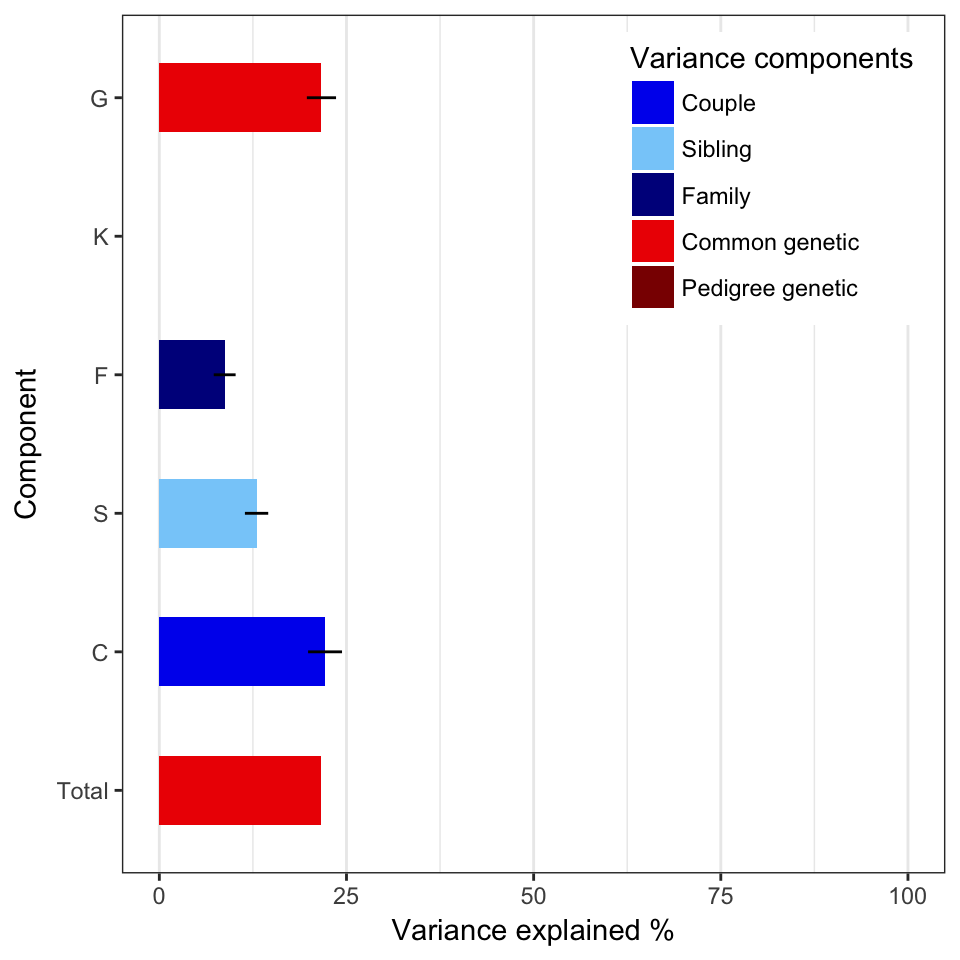 Variance components
Couple
Sibling
Family
Common genetic
Pedigree genetic
Component
G
K
F
S
C
Total
0 25 50 75 100
Variance explained %